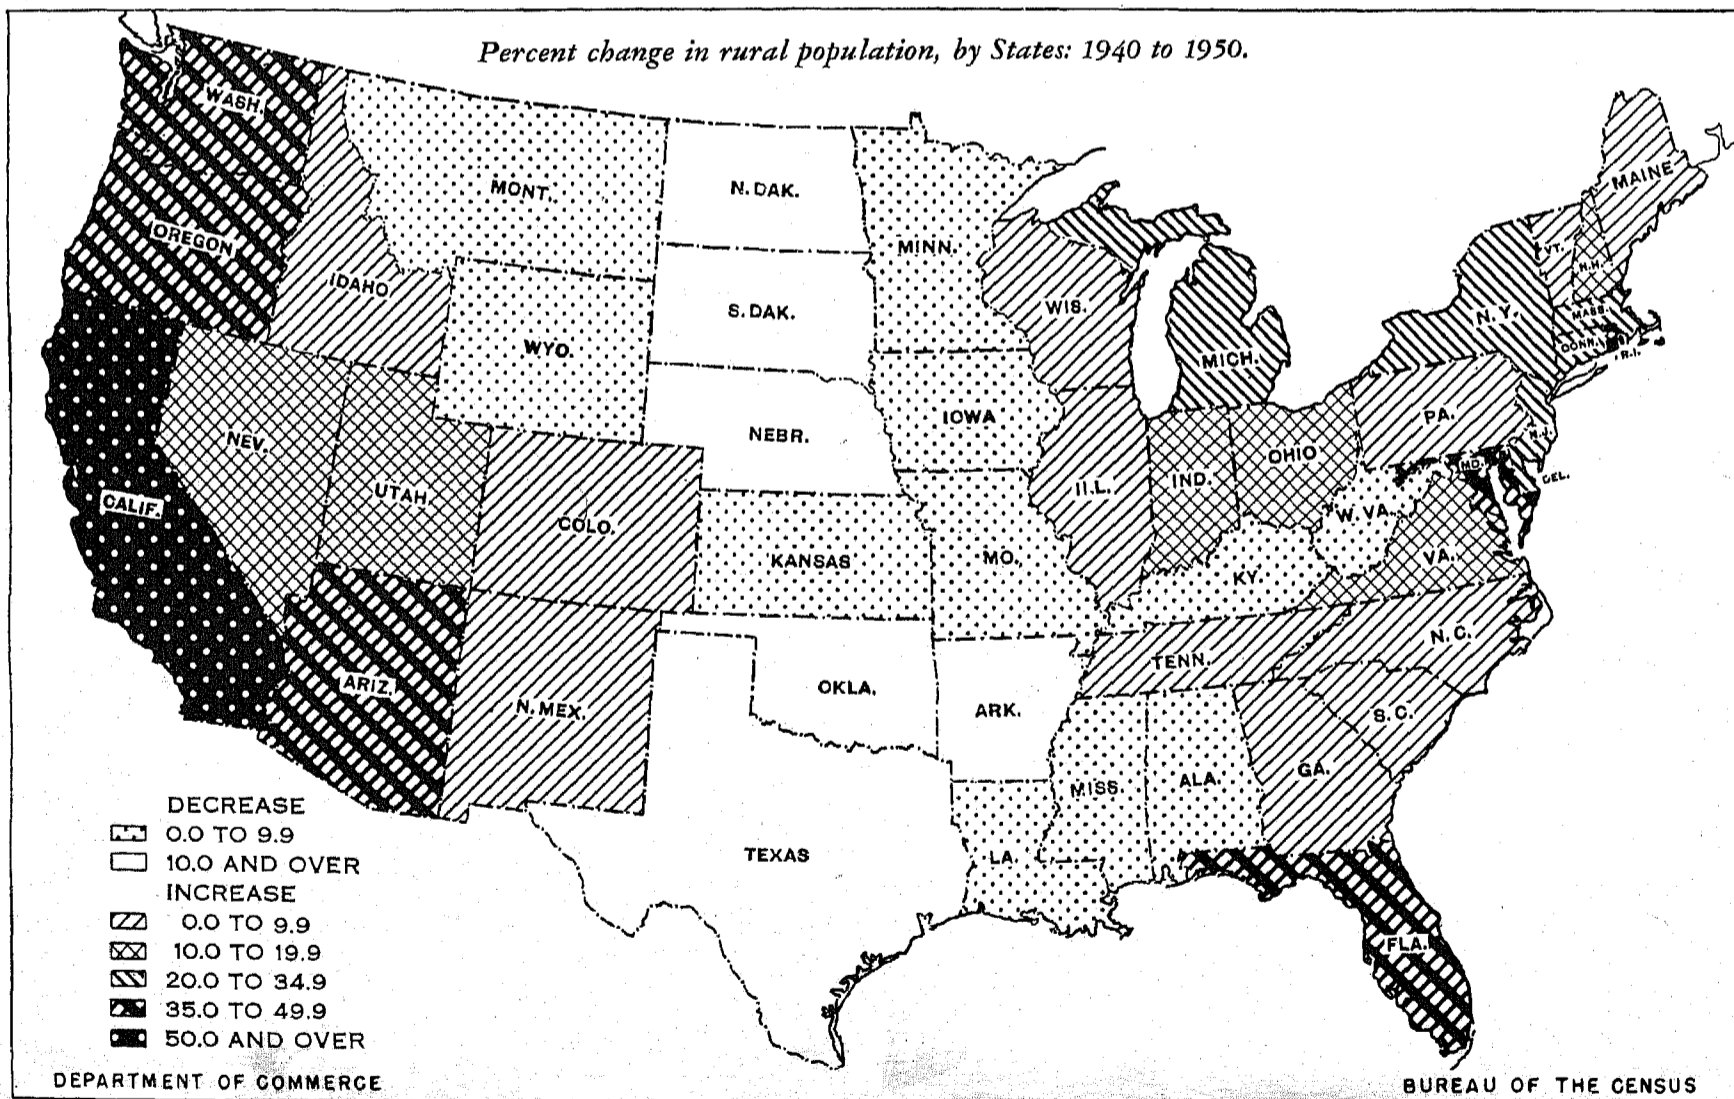 Percent change in rural population, by States: 1940 to 1950.
WASH.
OREGON
CALIF.
IDAHO
NEV.
UTAH
ARIZ.
MONT.
WYO.
COLO.
N. MEX.
N. DAK.
S. DAK.
NEBR.
KANSAS
OKLA.
TEXAS
MINN.
IOWA
MO.
ARK.
LA.
WIS.
ILL.
MICH.
IND.
OHIO
KY.
TENN.
MISS.
ALA.
GA.
FLA.
S. C.
N. C.
VA.
W. VA.
MD.
DEL.
PA.
N. J.
N. Y.
CONN.
R. I.
MASS.
VT.
N. H.
MAINE
DECREASE
0.0 TO 9.9
10.0 AND OVER
INCREASE
0.0 TO 9.9
10.0 TO 19.9
20.0 TO 34.9
35.0 TO 49.9
50.0 AND OVER
DEPARTMENT OF COMMERCE
BUREAU OF THE CENSUS